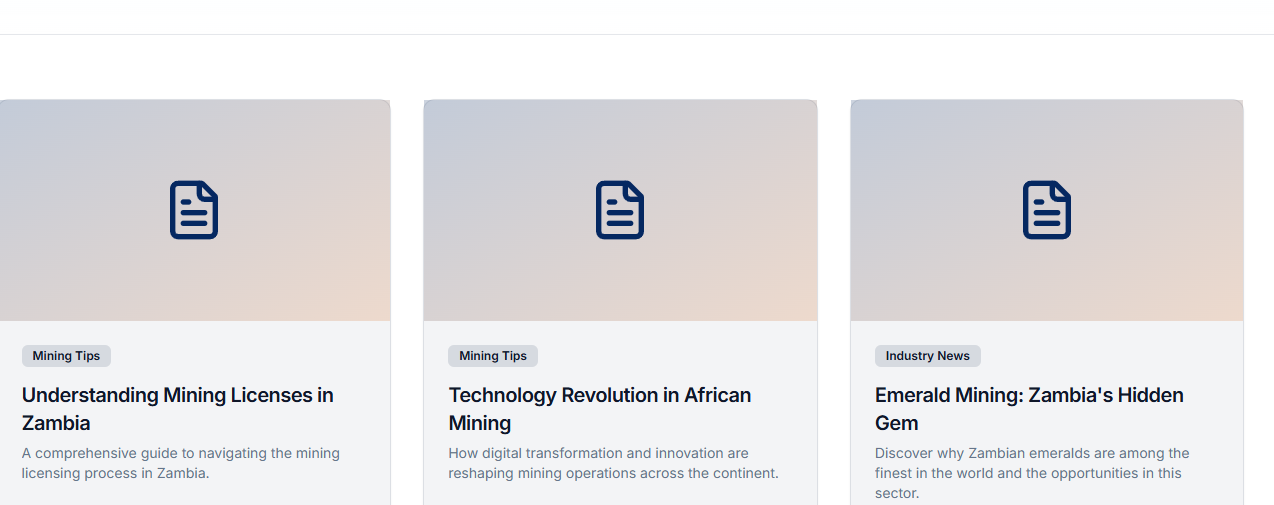 Mining Tips
Understanding Mining Licenses in
Zambia
A comprehensive guide to navigating the mining
licensing process in Zambia.
Mining Tips
Technology Revolution in African
Mining
How digital transformation and innovation are
reshaping mining operations across the continent.
Industry News
Emerald Mining: Zambia's Hidden
Gem
Discover why Zambian emeralds are among the
finest in the world and the opportunities in this
sector.